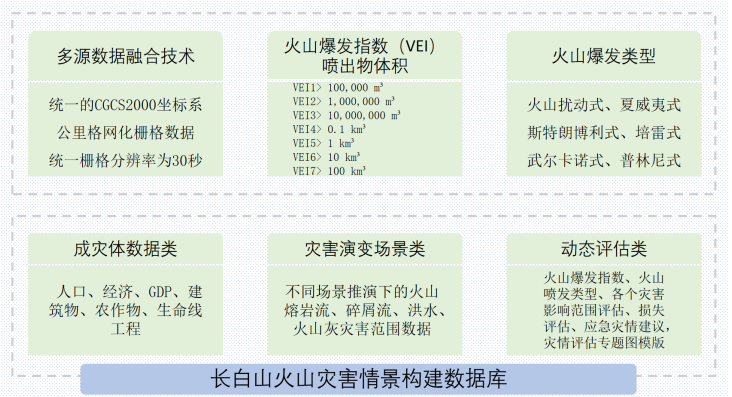 多源数据融合技术
统一的CGCS2000坐标系
公里格网化栅格数据
统一栅格分辨率为30秒
火山爆发指数（VEI）
喷出物体积
VEI1> 100,000 m³
VEI2> 1,000,000 m³
VEI3> 10,000,000 m³
VEI4> 0.1 km³
VEI5> 1 km³
VEI6> 10 km³
VEI7> 100 km³
火山爆发类型
火山扰动式、夏威夷式
斯特朗博利式、培雷式
武尔卡诺式、普林尼式
成灾体数据类
人口、经济、GDP、建
筑物、农作物、生命线
工程
灾害演变场景类
不同场景推演下的火山
熔岩流、碎屑流、洪水、
火山灰灾害范围数据
动态评估类
火山爆发指数、火山
喷发类型、各个灾害
影响范围评估、损失
评估、应急灾情建议，
灾情评估专题图模版
长白山火山灾害情景构建数据库